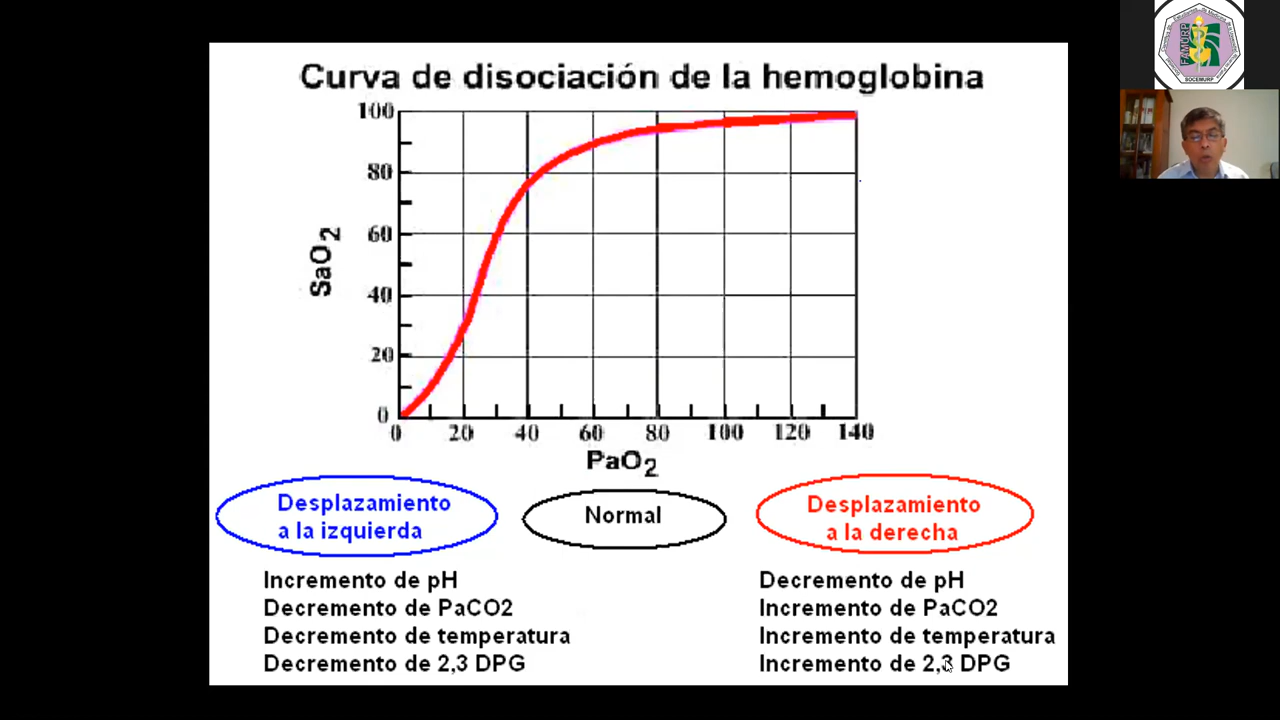 Curva de disociación de la hemoglobina
100
80
60
40
20
0
SaO2
0 20 40 60 80 100 120 140
PaO2
Desplazamiento
a la izquierda
Normal
Desplazamiento
a la derecha
Incremento de pH
Decremento de PaCO2
Decremento de temperatura
Decremento de 2,3 DPG
Decremento de pH
Incremento de PaCO2
Incremento de temperatura
Incremento de 2,3 DPG
FAMURP
SOCEMURP